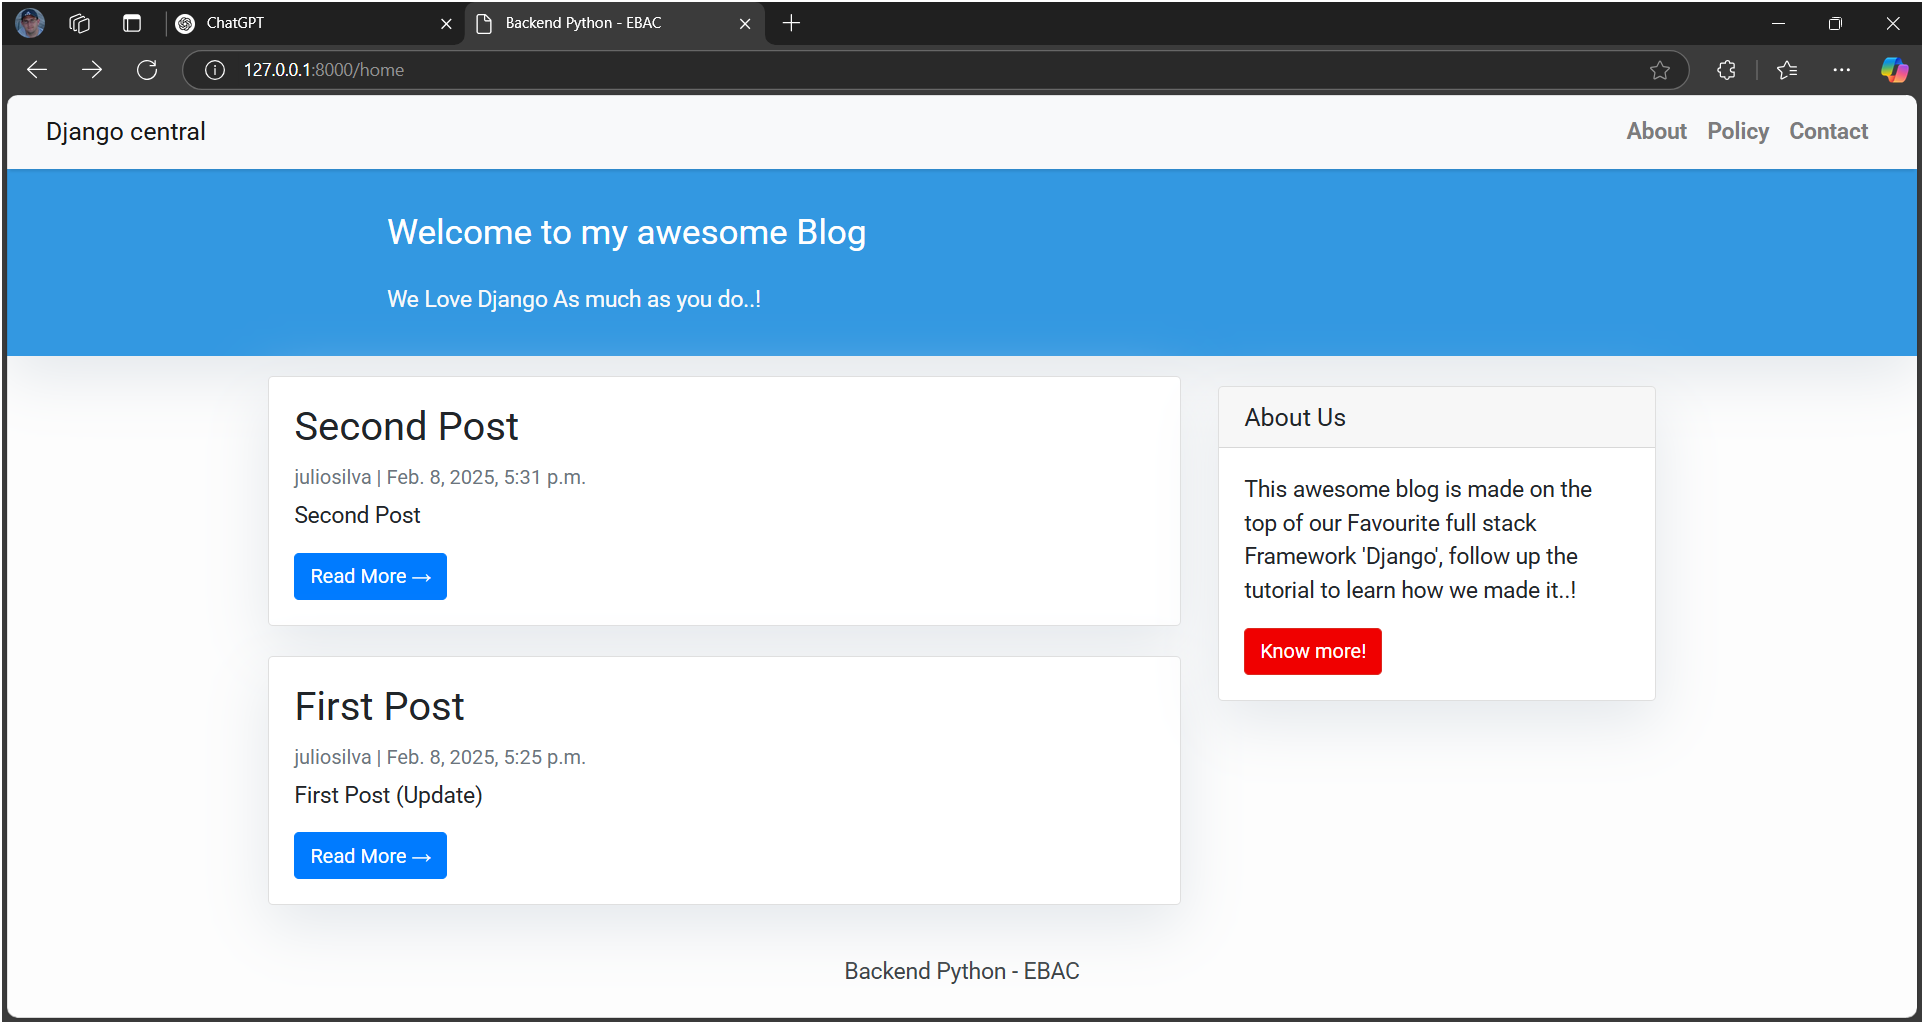 ChatGPT
Backend Python - EBAC
127.0.0.1:8000/home
Django central
About Policy Contact
Welcome to my awesome Blog
We Love Django As much as you do..!
Second Post
juliosilva | Feb. 8, 2025, 5:31 p.m.
Second Post
Read More →
First Post
juliosilva | Feb. 8, 2025, 5:25 p.m.
First Post (Update)
Read More →
About Us
This awesome blog is made on the
top of our Favourite full stack
Framework 'Django', follow up the
tutorial to learn how we made it..!
Know more!
Backend Python - EBAC